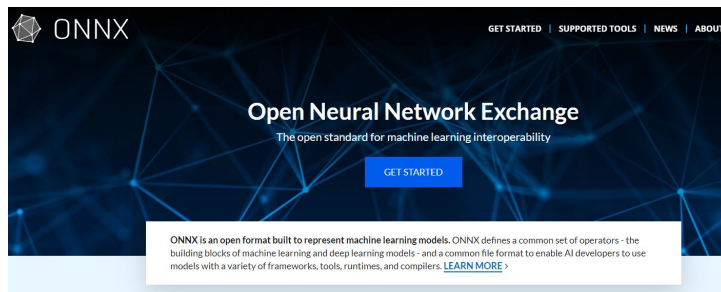 ONNX
GET STARTED | SUPPORTED TOOLS | NEWS | ABOUT
Open Neural Network Exchange
The open standard for machine learning interoperability
GET STARTED
ONNX is an open format built to represent machine learning models. ONNX defines a common set of operators - the
building blocks of machine learning and deep learning models - and a common file format to enable AI developers to use
models with a variety of frameworks, tools, runtimes, and compilers. LEARN MORE >